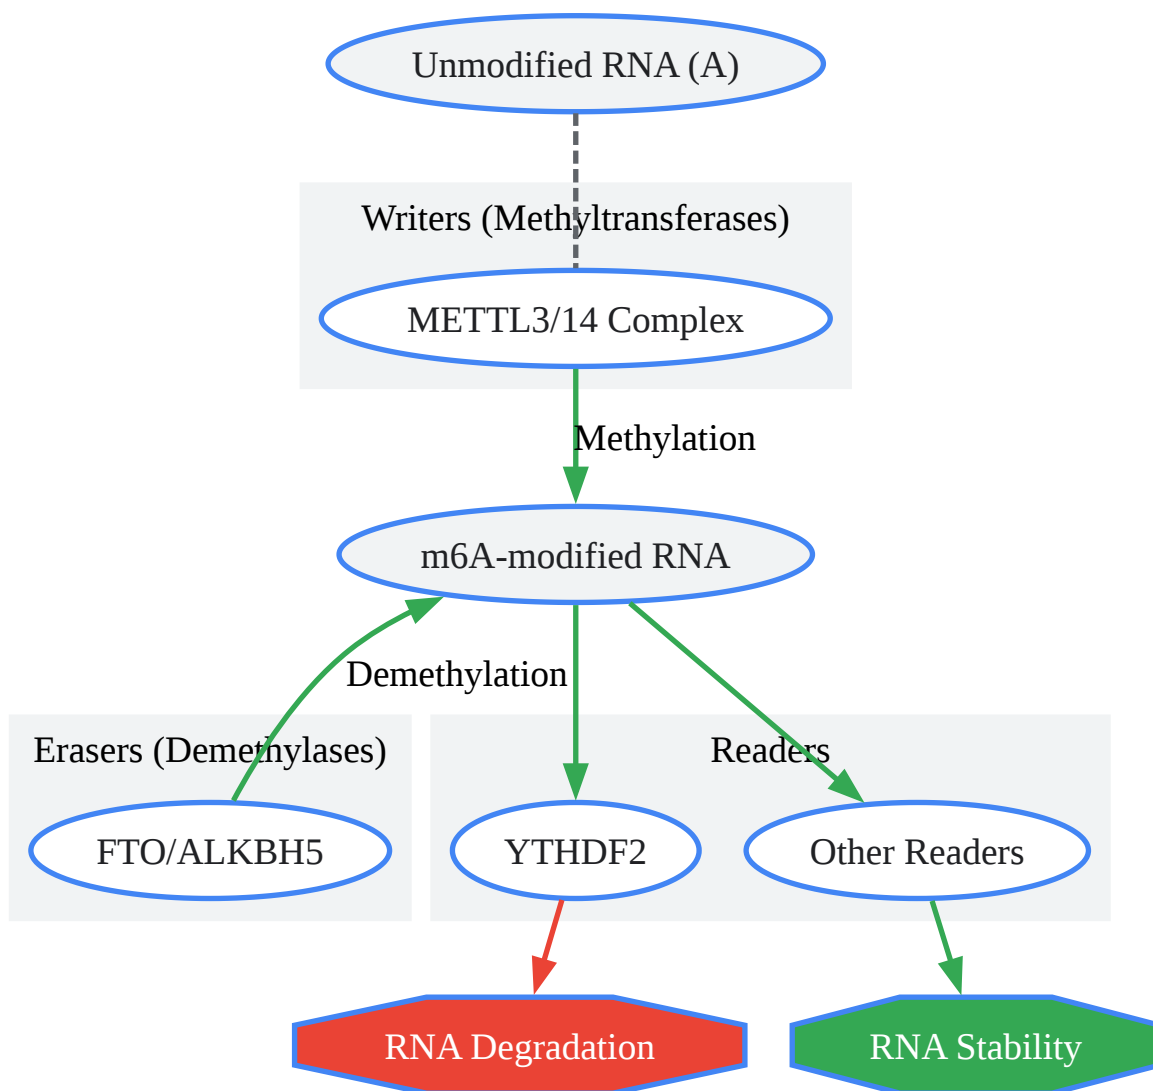 Unmodified RNA (A)
Writers (Methyltransferases)
METTL3/14 Complex
Methylation
m6A-modified RNA
Demethylation
Erasers (Demethylases)
Readers
FTO/ALKBH5
YTHDF2
Other Readers
RNA Degradation
RNA Stability